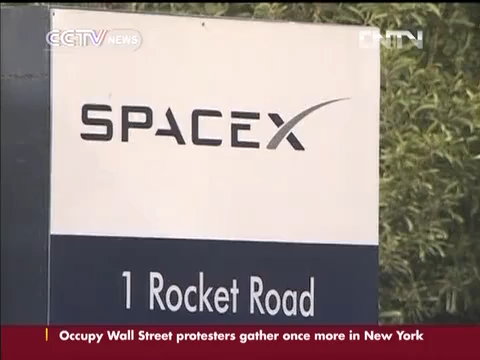 CCTV NEWS
CNTV
SPACEX
1 Rocket Road
Occupy Wall Street protesters gather once more in New York